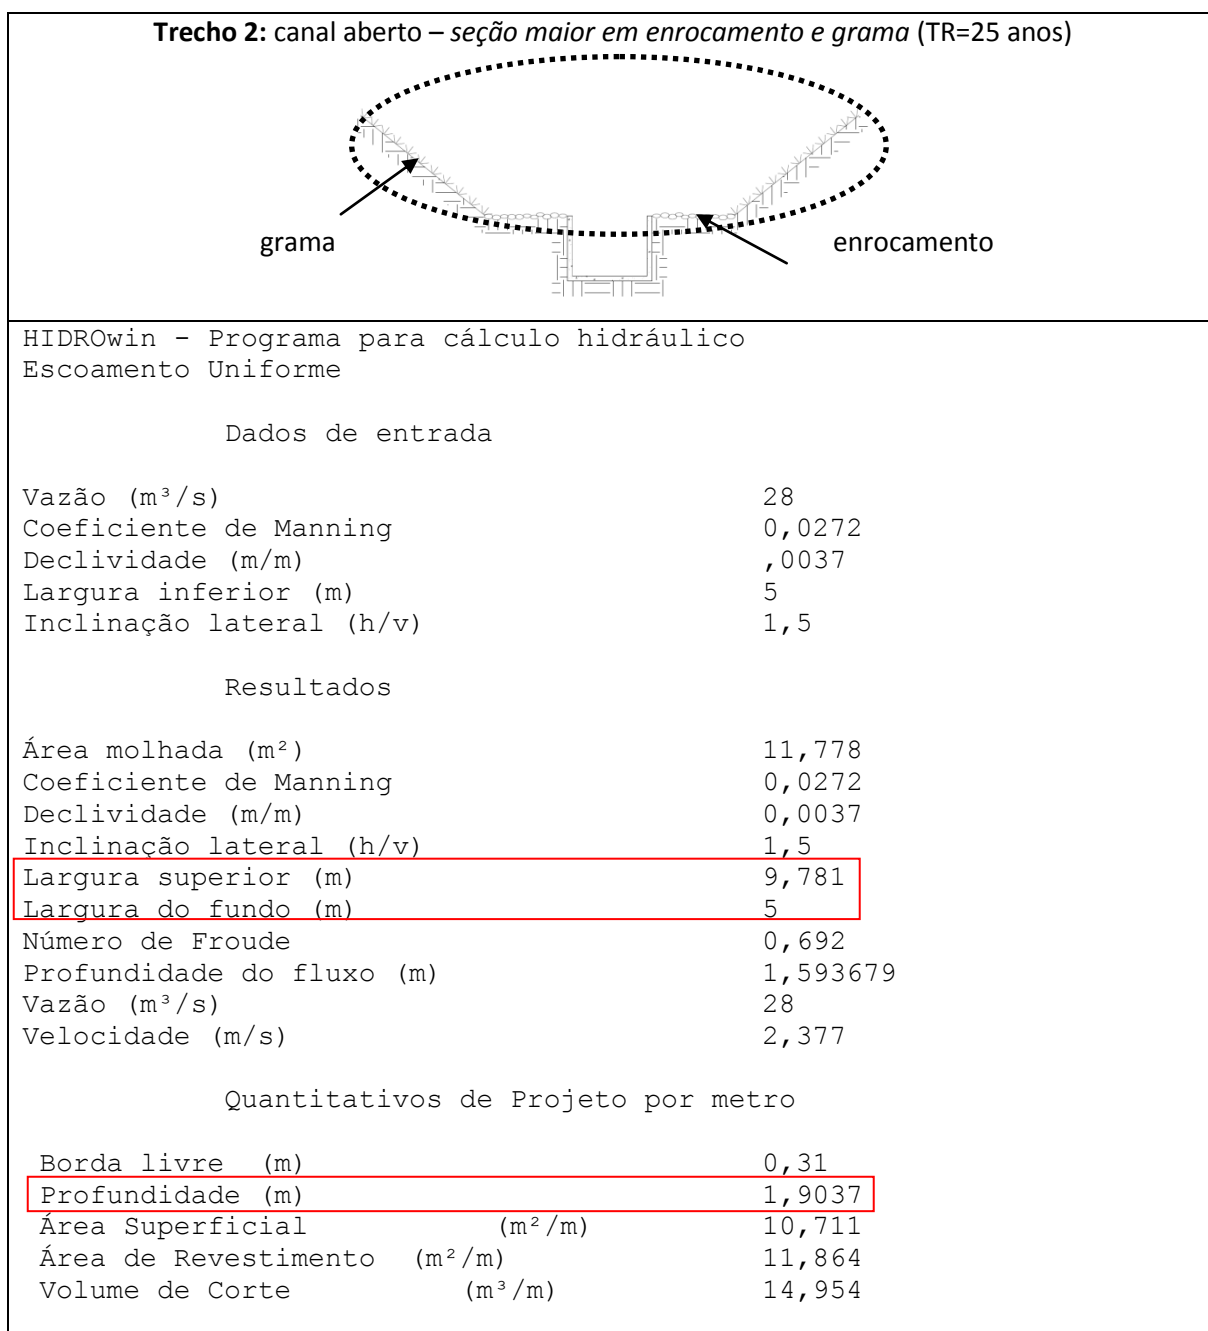 Trecho 2: canal aberto – seção maior em enrocamento e grama (TR=25 anos)
grama
enrocamento
HIDROwin - Programa para cálculo hidráulico
Escoamento Uniforme
Dados de entrada
Vazão (m³/s) 28
Coeficiente de Manning 0,0272
Declividade (m/m) ,0037
Largura inferior (m) 5
Inclinação lateral (h/v) 1,5
Resultados
Área molhada (m²) 11,778
Coeficiente de Manning 0,0272
Declividade (m/m) 0,0037
Inclinação lateral (h/v) 1,5
Largura superior (m) 9,781
Largura do fundo (m) 5
Número de Froude 0,692
Profundidade do fluxo (m) 1,593679
Vazão (m³/s) 28
Velocidade (m/s) 2,377
Quantitativos de Projeto por metro
Borda livre (m) 0,31
Profundidade (m) 1,9037
Área Superficial (m²/m) 10,711
Área de Revestimento (m²/m) 11,864
Volume de Corte (m³/m) 14,954